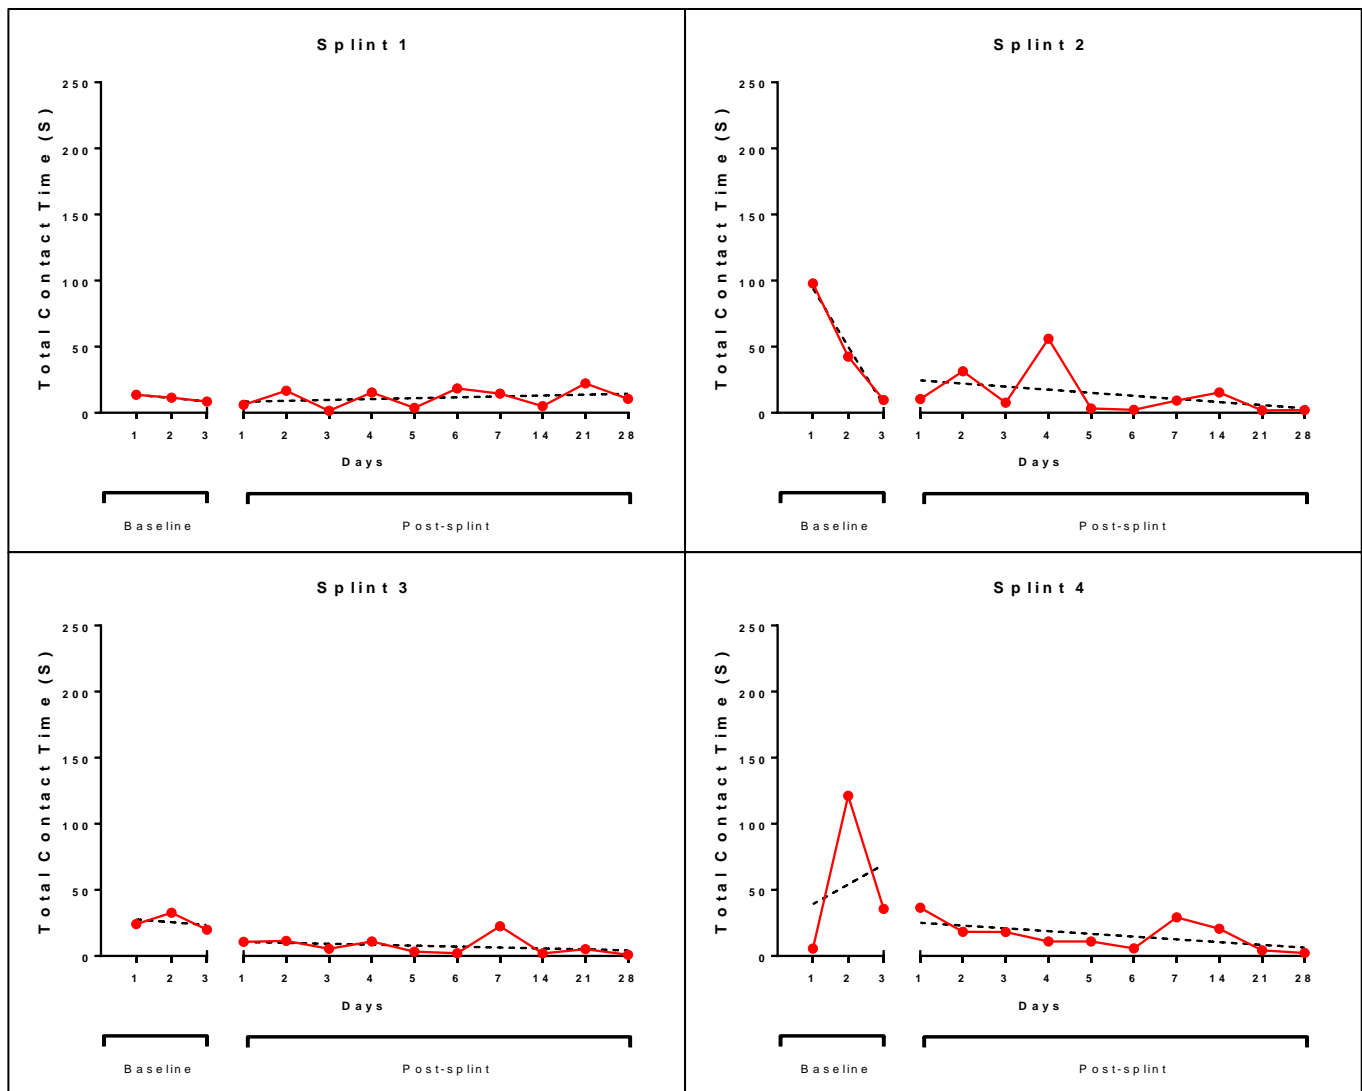 Splint 1
Total Contact Time (S)
250
200
150
100
50
0
1 2 3 1 2 3 4 5 6 7 14 21 28
Days
Baseline Post-splint
Splint 2
Total Contact Time (S)
250
200
150
100
50
0
1 2 3 1 2 3 4 5 6 7 14 21 28
Days
Baseline Post-splint
Splint 3
Total Contact Time (S)
250
200
150
100
50
0
1 2 3 1 2 3 4 5 6 7 14 21 28
Days
Baseline Post-splint
Splint 4
Total Contact Time (S)
250
200
150
100
50
0
1 2 3 1 2 3 4 5 6 7 14 21 28
Days
Baseline Post-splint